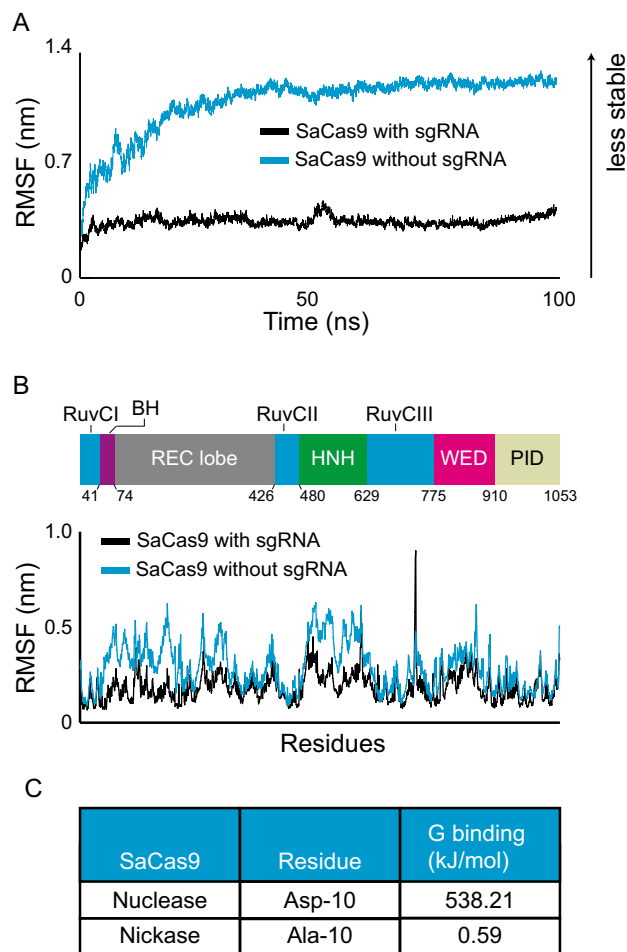 A
1.4
0.7
0
RMSF (nm)
SaCas9 with sgRNA
SaCas9 without sgRNA
less stable
0
50
100
Time (ns)
B
RuvCI
BH
RuvCII
RuvCIII
REC lobe
HNH
WED
PID
41
74
426
480
629
775
910
1053
1.0
0.5
0
RMSF (nm)
SaCas9 with sgRNA
SaCas9 without sgRNA
Residues
C
SaCas9
Residue
G binding
(kJ/mol)
Nuclease
Asp-10
538.21
Nickase
Ala-10
0.59